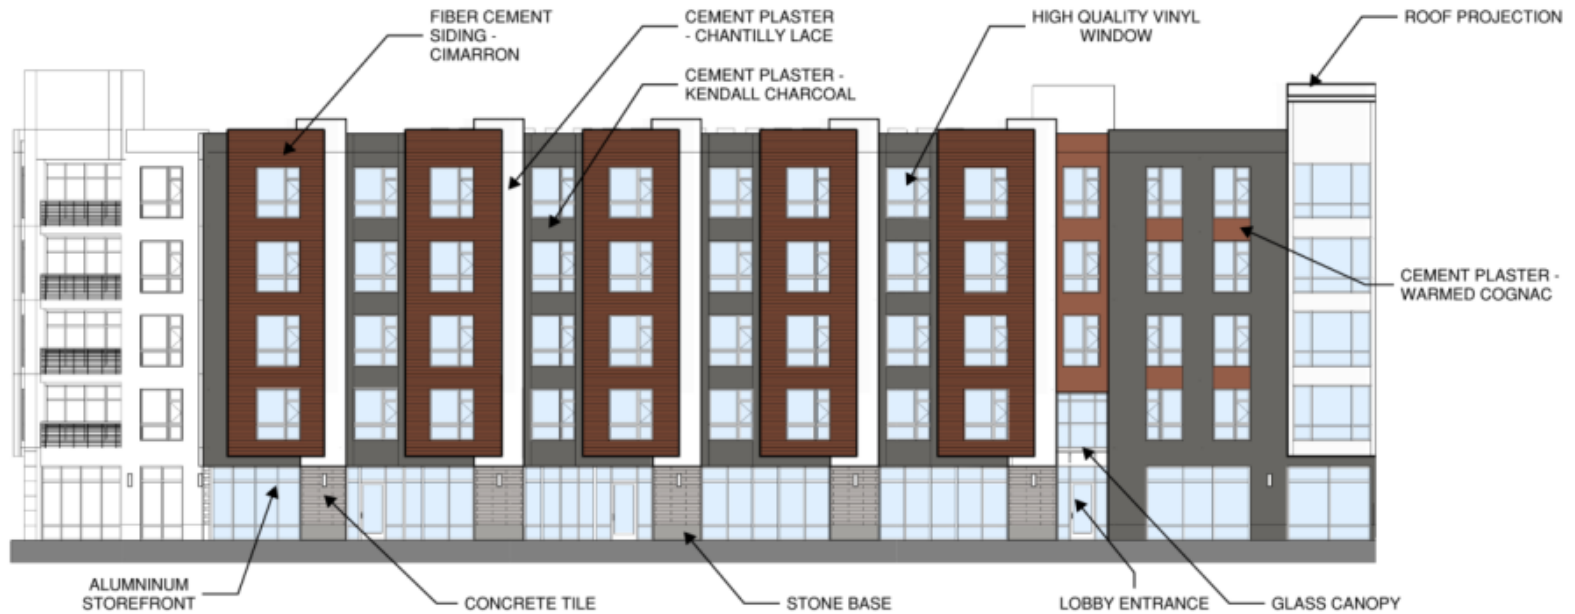 FIBER CEMENT
SIDING -
CIMARRON
CEMENT PLASTER
- CHANTILLY LACE
CEMENT PLASTER -
KENDALL CHARCOAL
HIGH QUALITY VINYL
WINDOW
ROOF PROJECTION
CEMENT PLASTER -
WARMED COGNAC
ALUMNINUM
STOREFRONT
CONCRETE TILE
STONE BASE
LOBBY ENTRANCE
GLASS CANOPY